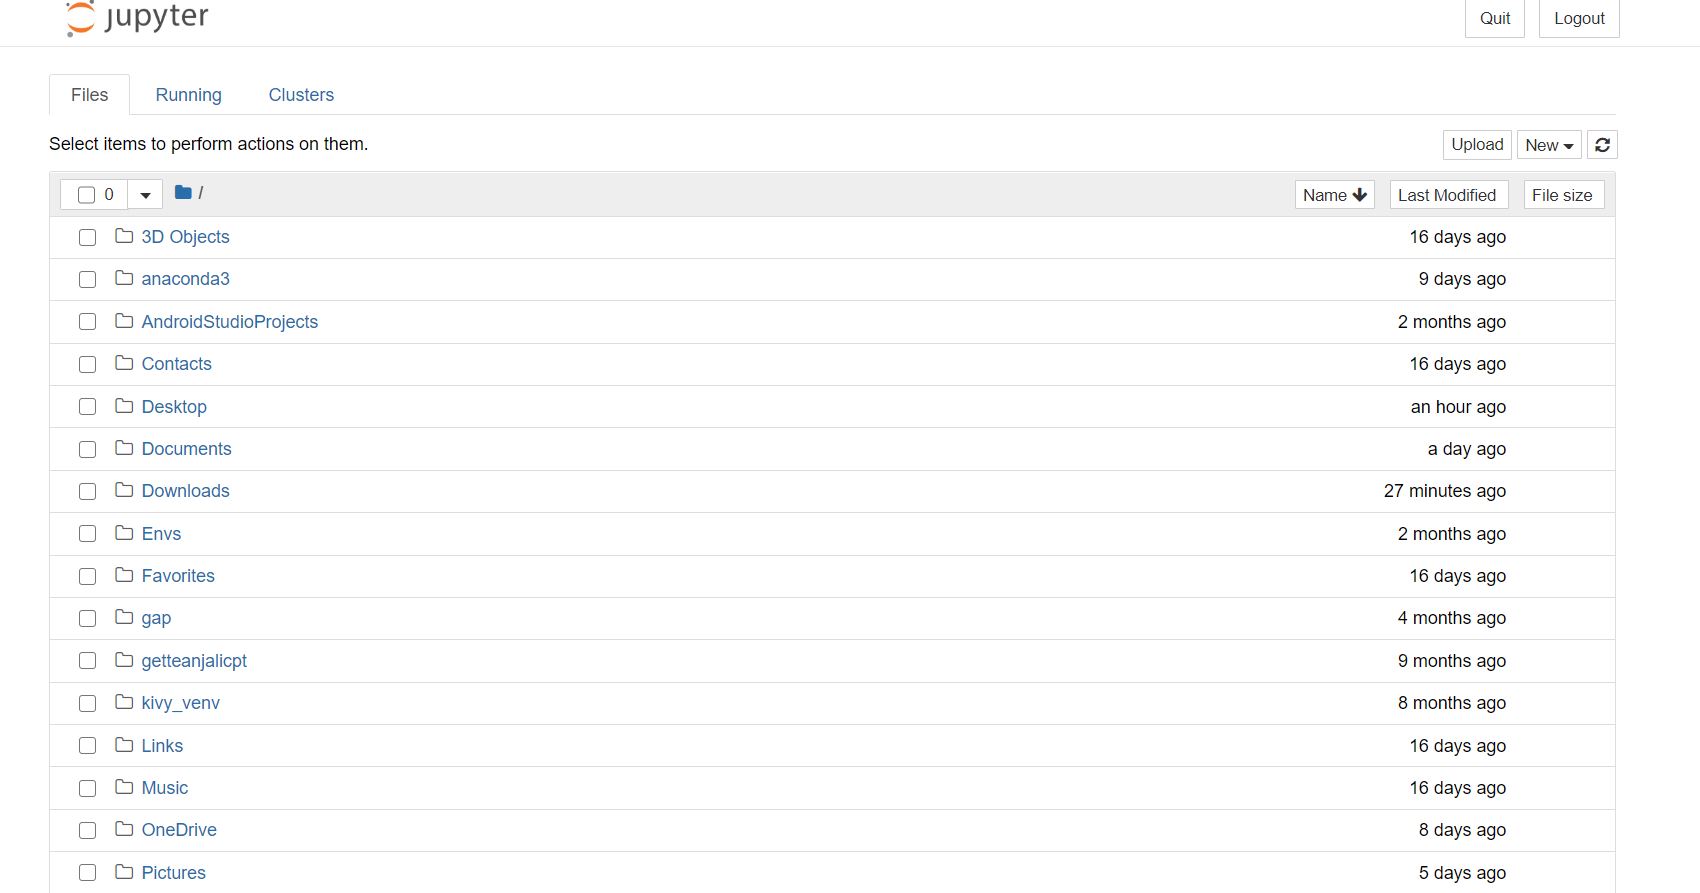 jupyter
Quit Logout
Files Running Clusters
Select items to perform actions on them.
Upload New
0 /
Name Last Modified File size
3D Objects 16 days ago
anaconda3 9 days ago
AndroidStudioProjects 2 months ago
Contacts 16 days ago
Desktop an hour ago
Documents a day ago
Downloads 27 minutes ago
Envs 2 months ago
Favorites 16 days ago
gap 4 months ago
getteanjalicpt 9 months ago
kivy_venv 8 months ago
Links 16 days ago
Music 16 days ago
OneDrive 8 days ago
Pictures 5 days ago